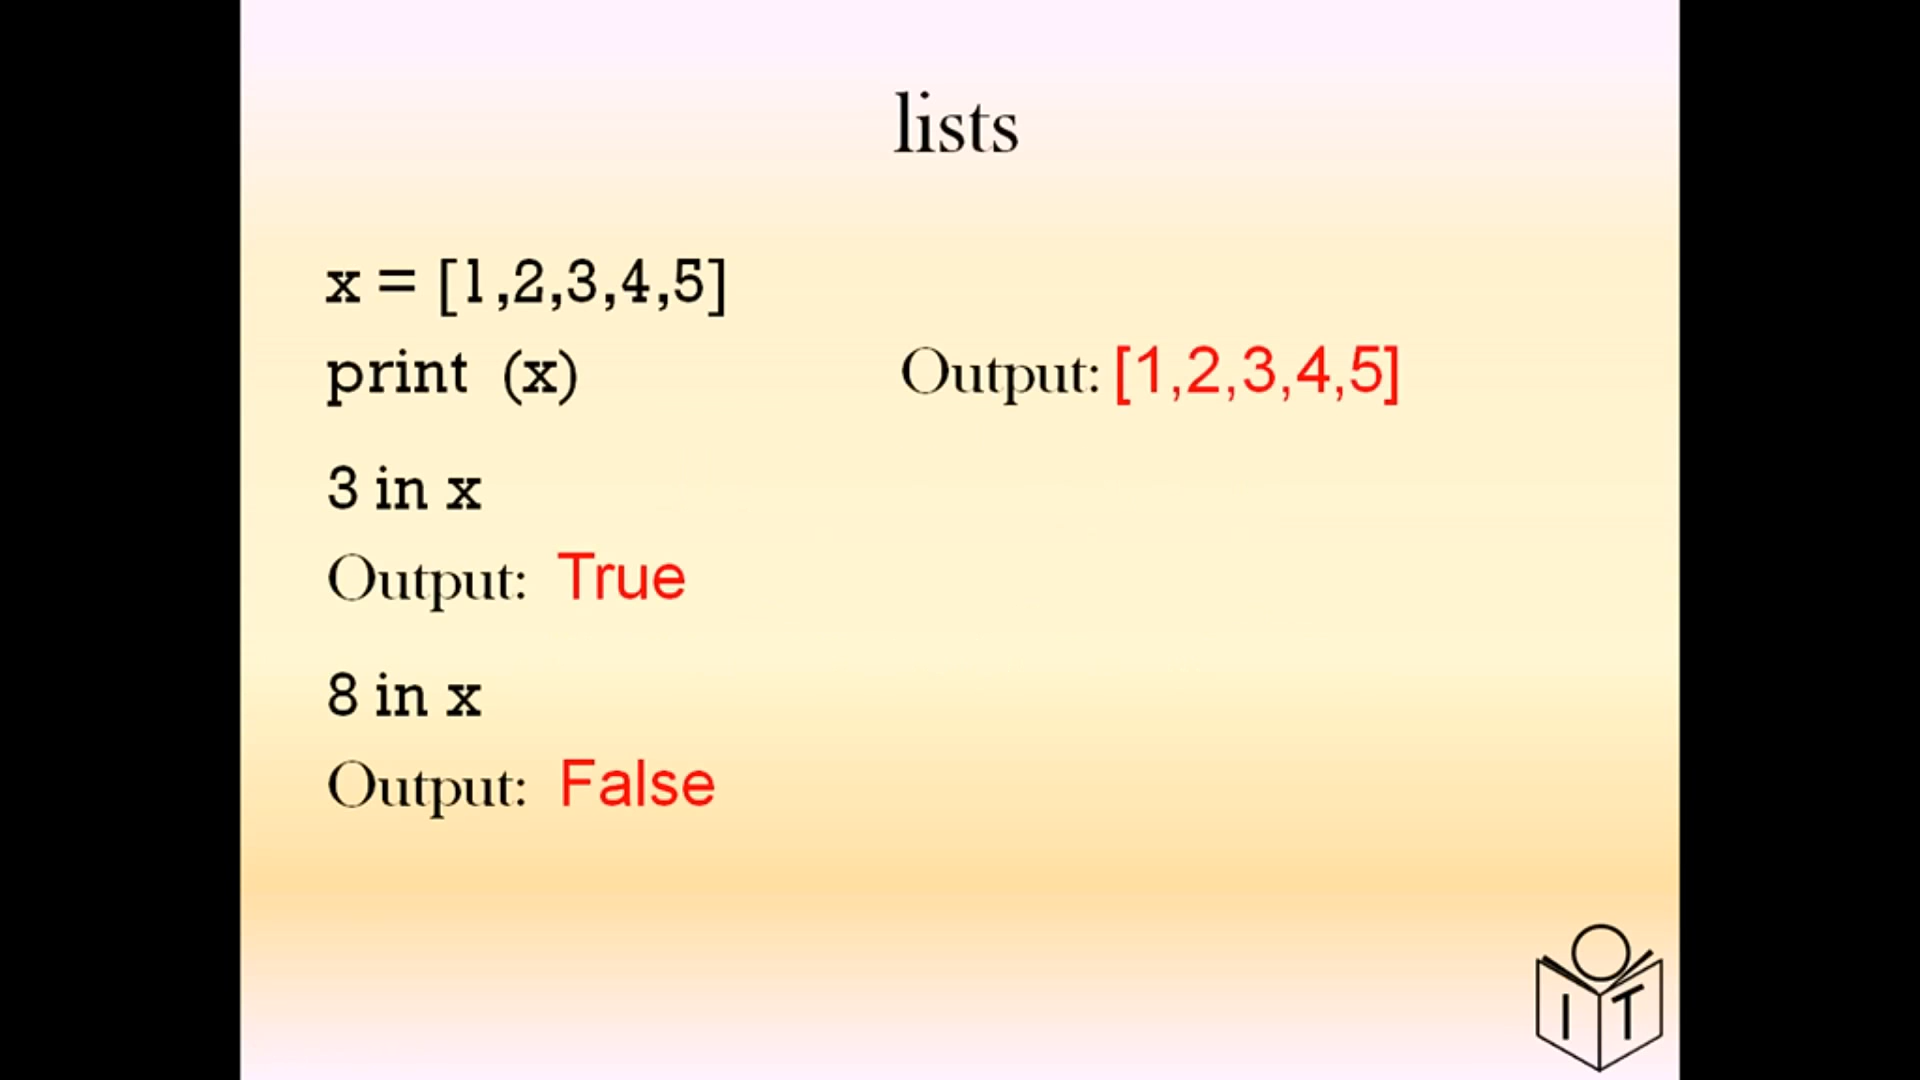 lists
x = [1,2,3,4,5]
print (x) Output: [1,2,3,4,5]
3 in x
Output: True
8 in x
Output: False
I T